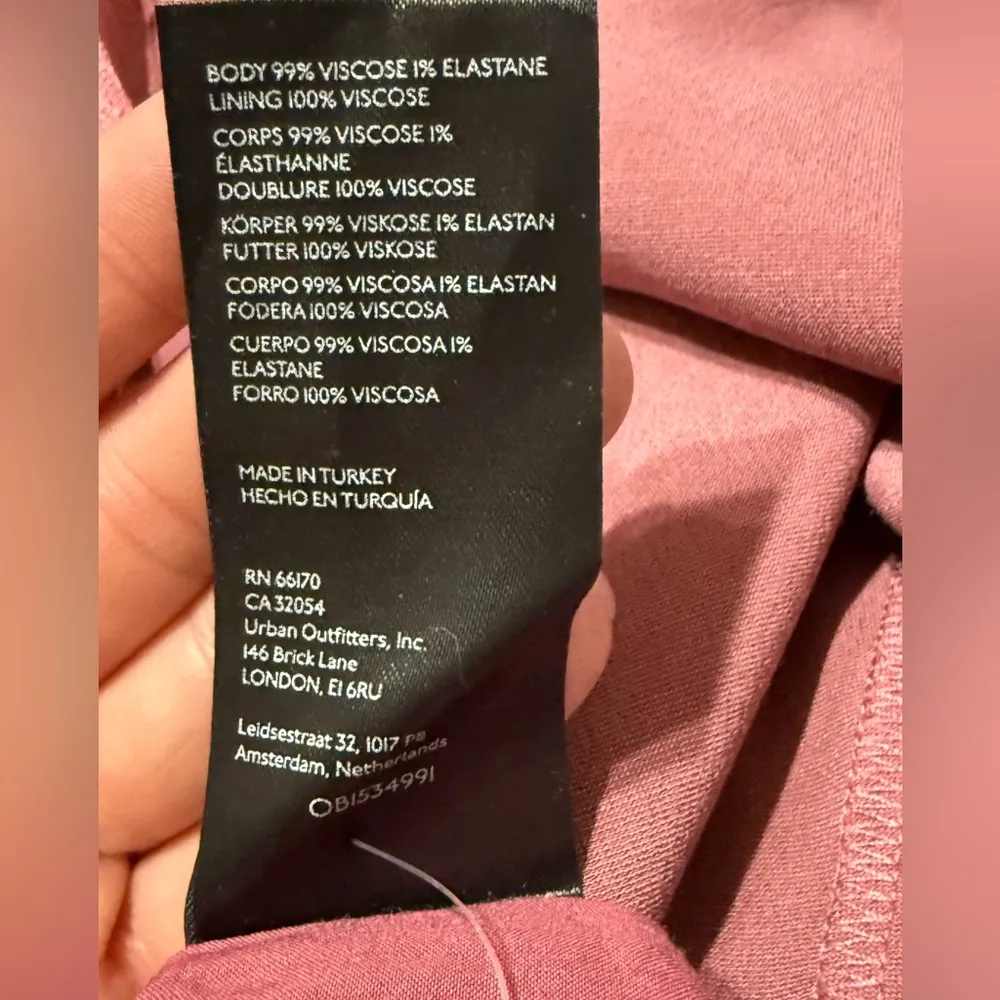 BODY 99% VISCOSE 1% ELASTANE
LINING 100% VISCOSE
CORPS 99% VISCOSE 1%
ÉLASTHANNE
DOUBLURE 100% VISCOSE
KÖRPER 99% VISKOSE 1% ELASTAN
FUTTER 100% VISKOSE
CORPO 99% VISCOSA 1% ELASTAN
FODERA 100% VISCOSA
CUERPO 99% VISCOSA 1%
ELASTANE
FORRO 100% VISCOSA
MADE IN TURKEY
HECHO EN TURQUÍA
RN 66170
CA 32054
Urban Outfitters, Inc.
146 Brick Lane
LONDON, E1 6RU
Leidsestraat 32, 1017 PB
Amsterdam, Netherlands
OB1534991